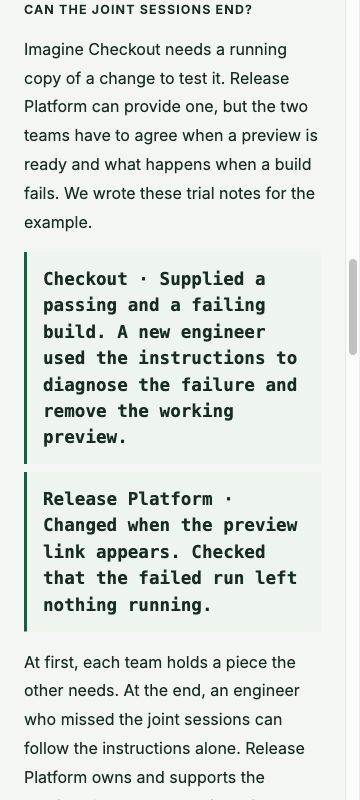 CAN THE JOINT SESSIONS END?
Imagine Checkout needs a running
copy of a change to test it. Release
Platform can provide one, but the two
teams have to agree when a preview is
ready and what happens when a build
fails. We wrote these trial notes for the
example.
Checkout · Supplied a
passing and a failing
build. A new engineer
used the instructions to
diagnose the failure and
remove the working
preview.
Release Platform ·
Changed when the preview
link appears. Checked
that the failed run left
nothing running.
At first, each team holds a piece the
other needs. At the end, an engineer
who missed the joint sessions can
follow the instructions alone. Release
Platform owns and supports the